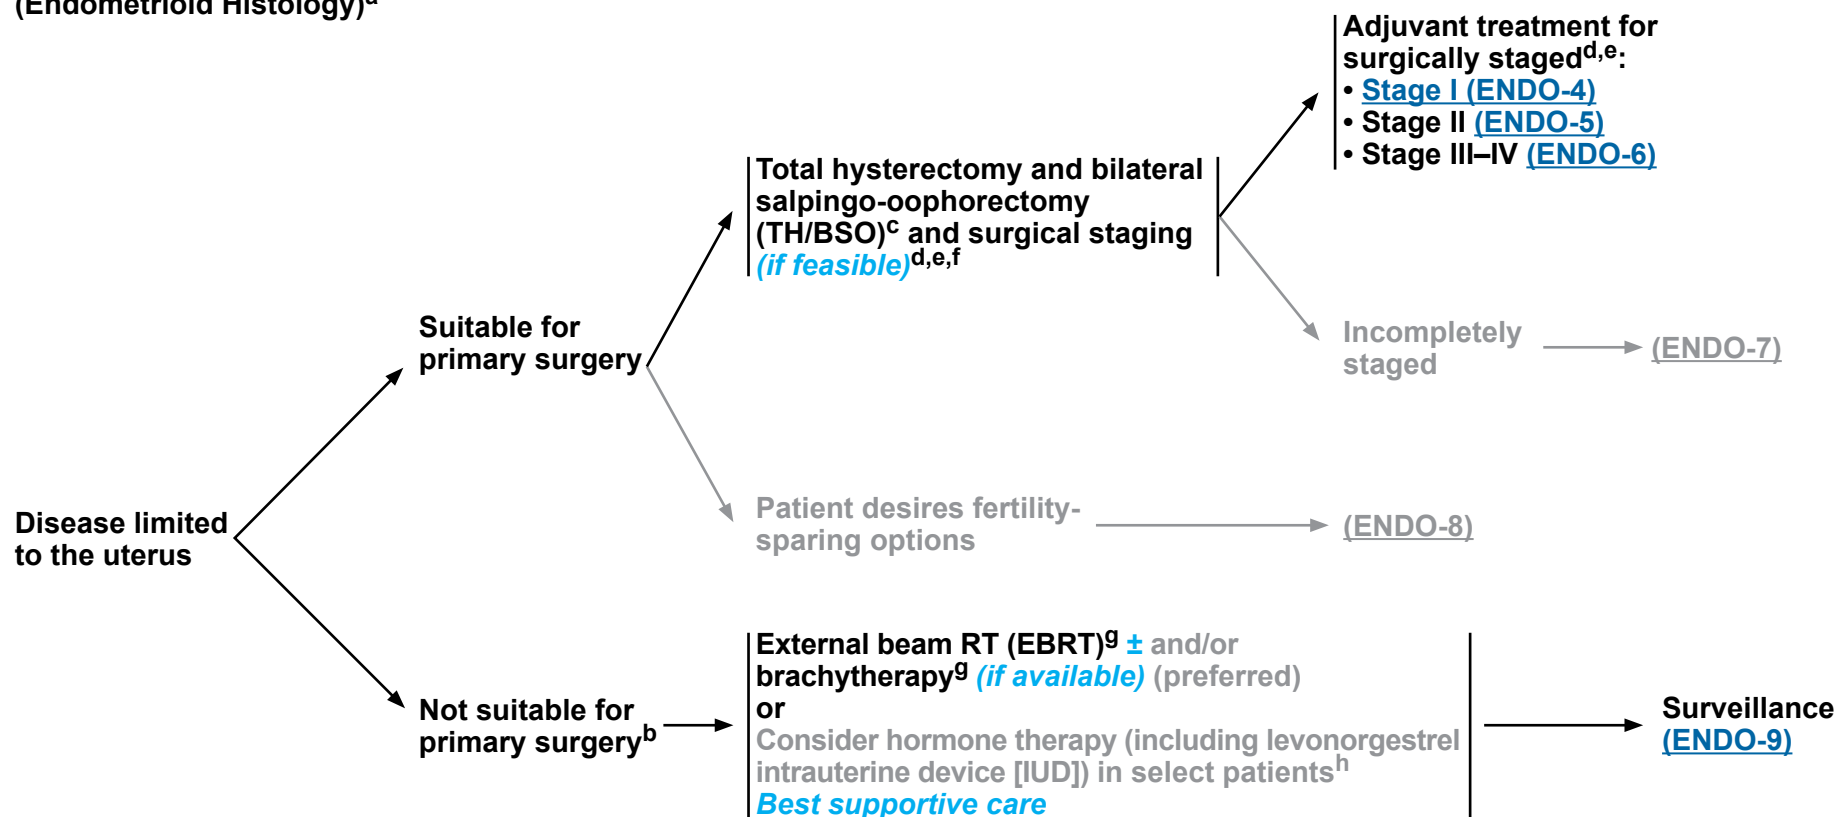 (Endometrioid Histology)a
Adjuvant treatment for
surgically stagedd,e:
• Stage I (ENDO-4)
• Stage II (ENDO-5)
• Stage III–IV (ENDO-6)
Total hysterectomy and bilateral
salpingo-oophorectomy
(TH/BSO)c and surgical staging
(if feasible)d,e,f
Suitable for
primary surgery
Incompletely
staged
(ENDO-7)
Disease limited
to the uterus
Patient desires fertility-
sparing options
(ENDO-8)
Not suitable for
primary surgeryb
External beam RT (EBRT)g ± and/or
brachytherapyg (if available) (preferred)
or
Consider hormone therapy (including levonorgestrel
intrauterine device [IUD]) in select patientsh
Best supportive care
Surveillance
(ENDO-9)